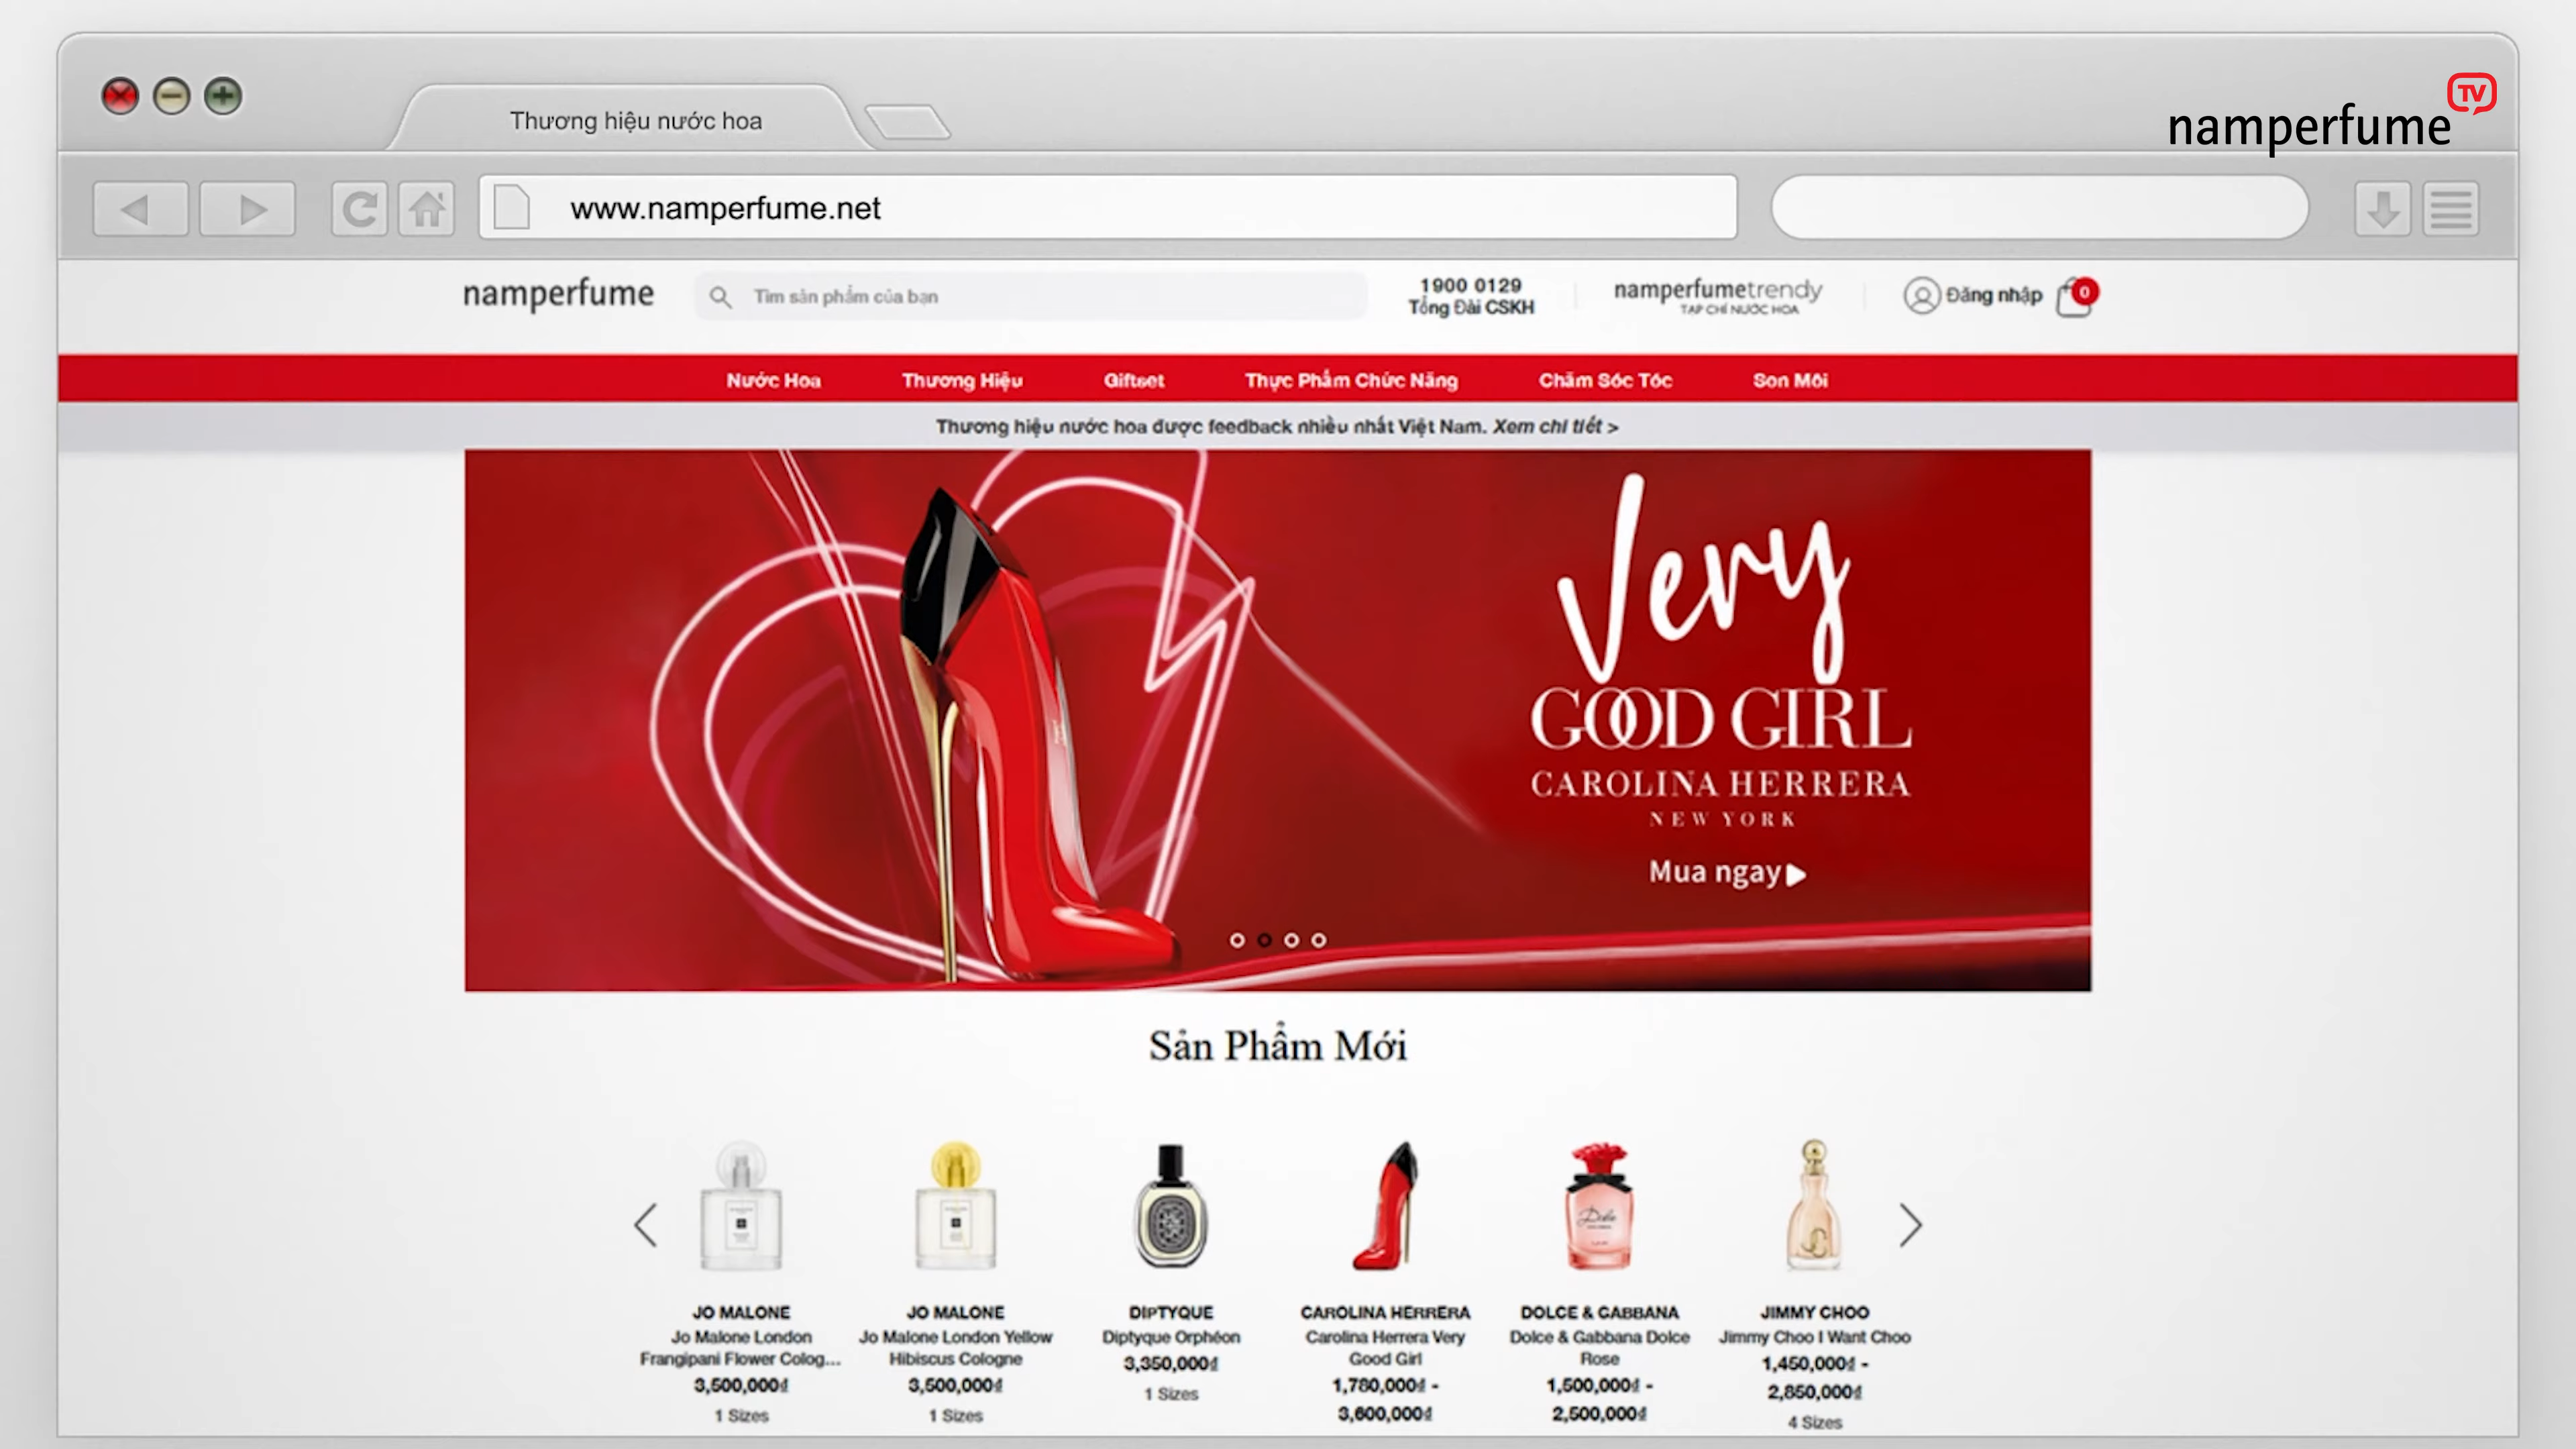 Thương hiệu nước hoa
namperfume TV
www.namperfume.net
namperfume
Tìm sản phẩm của bạn
1900 0129
Tổng Đài CSKH
namperfumetrendy
TẠP CHÍ NƯỚC HOA
Đăng nhập
0
Nước Hoa Thương Hiệu Giftset Thực Phẩm Chức Năng Chăm Sóc Tóc Son Môi
Thương hiệu nước hoa được feedback nhiều nhất Việt Nam. Xem chi tiết >
Very
GOOD GIRL
CAROLINA HERRERA
NEW YORK
Mua ngay
Sản Phẩm Mới
JO MALONE
Jo Malone London
Frangipani Flower Colog...
3,500,000₫
1 Sizes
JO MALONE
Jo Malone London Yellow
Hibiscus Cologne
3,500,000₫
1 Sizes
DIPTYQUE
Diptyque Orphéon
3,350,000₫
1 Sizes
CAROLINA HERRERA
Carolina Herrera Very
Good Girl
1,780,000₫ -
3,600,000₫
DOLCE & GABBANA
Dolce & Gabbana Dolce
Rose
1,500,000₫ -
2,500,000₫
JIMMY CHOO
Jimmy Choo I Want Choo
1,450,000₫ -
2,850,000₫
4 Sizes